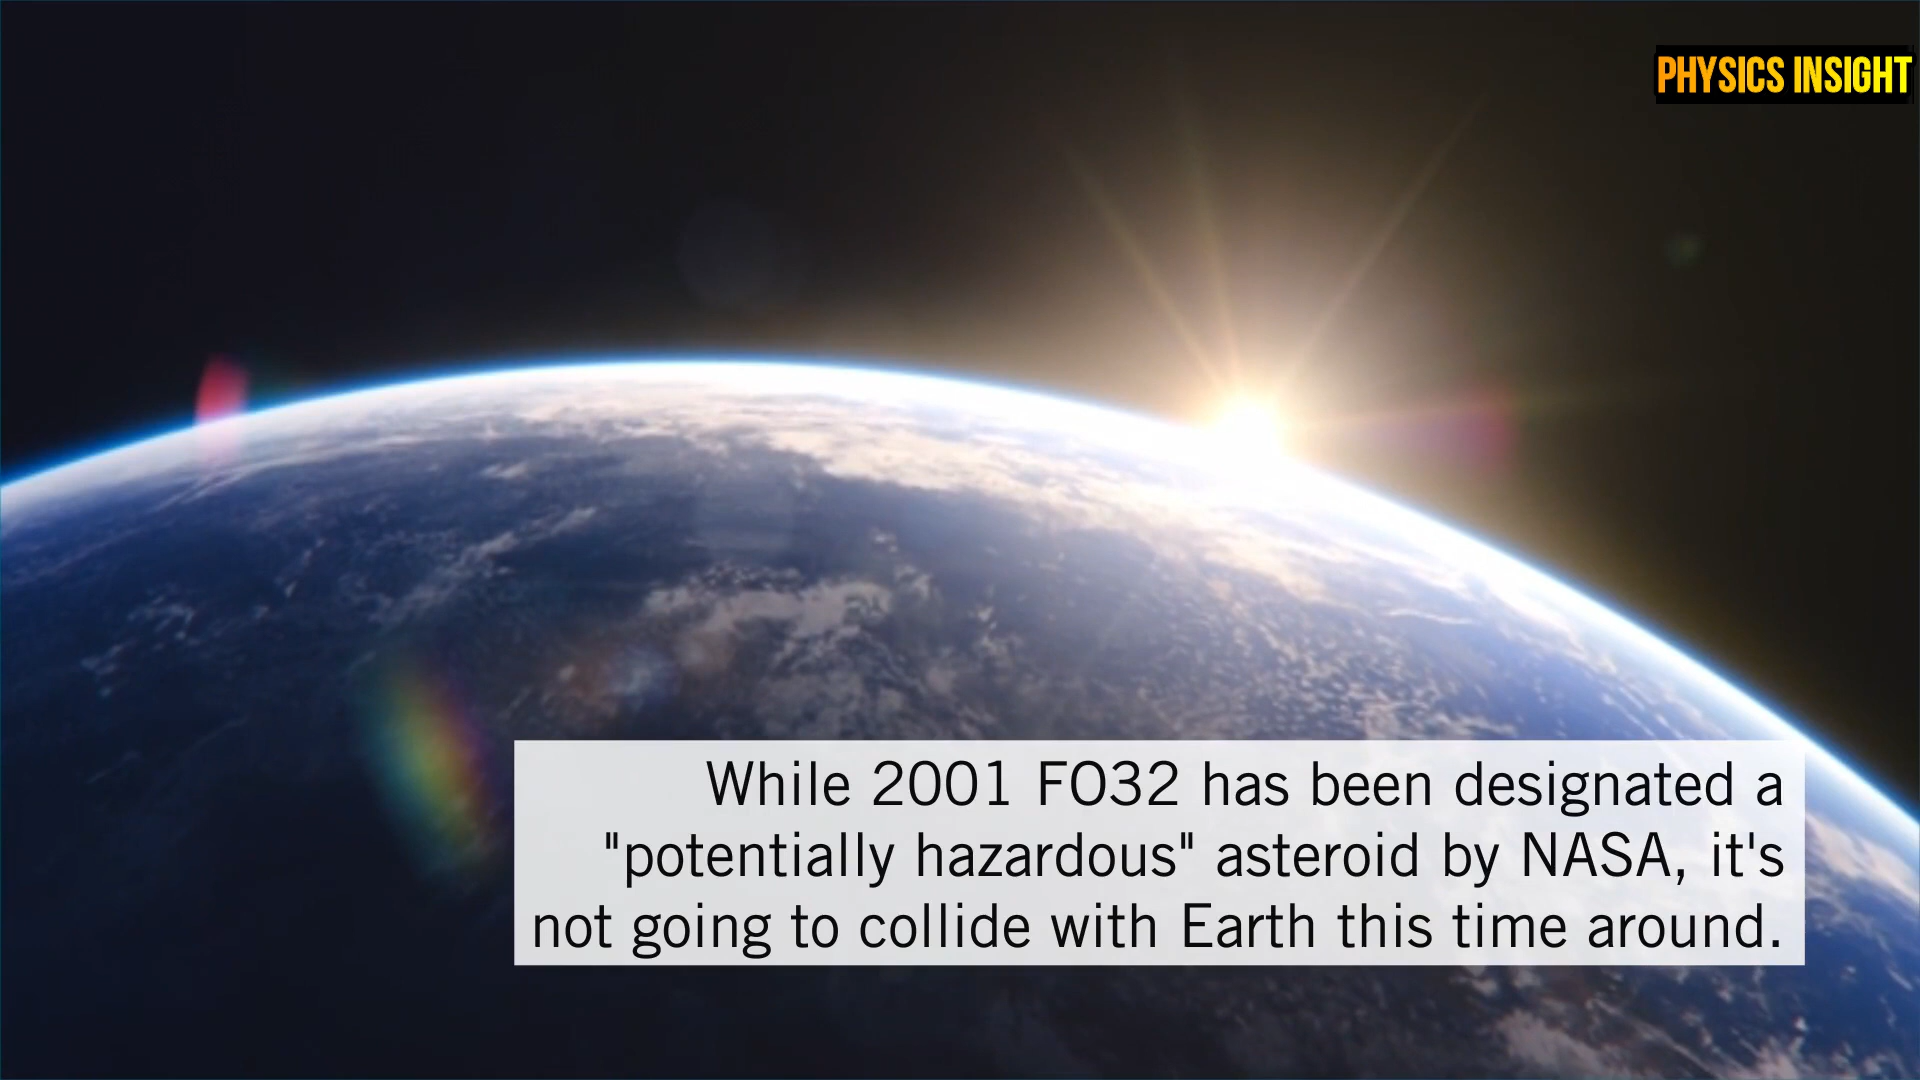 PHYSICS INSIGHT
While 2001 FO32 has been designated a
"potentially hazardous" asteroid by NASA, it's
not going to collide with Earth this time around.